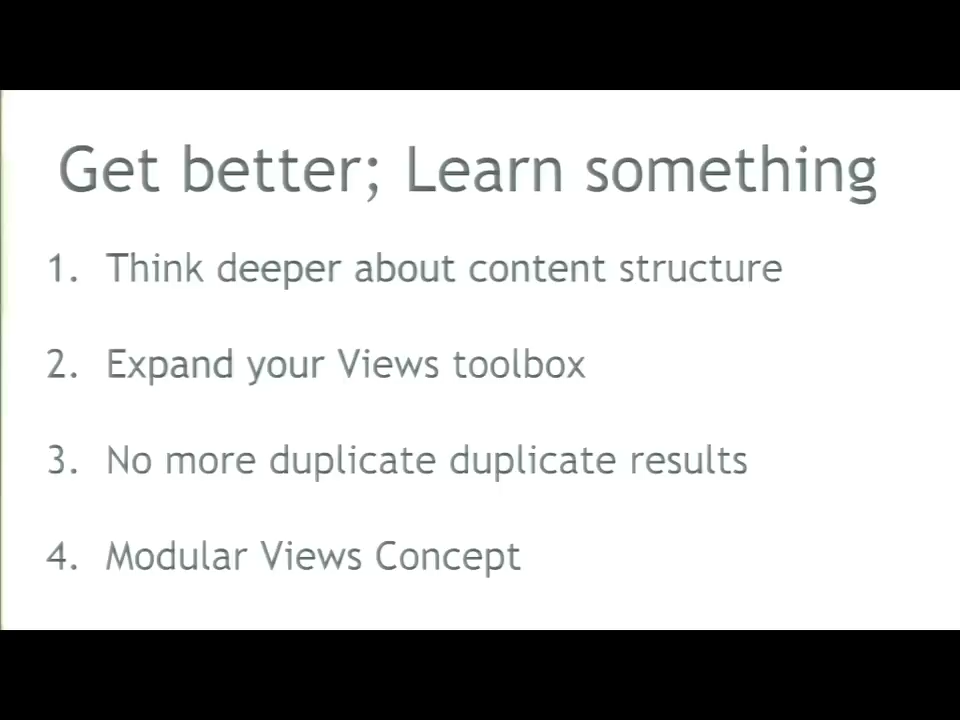 Get better; Learn something
1. Think deeper about content structure
2. Expand your Views toolbox
3. No more duplicate duplicate results
4. Modular Views Concept